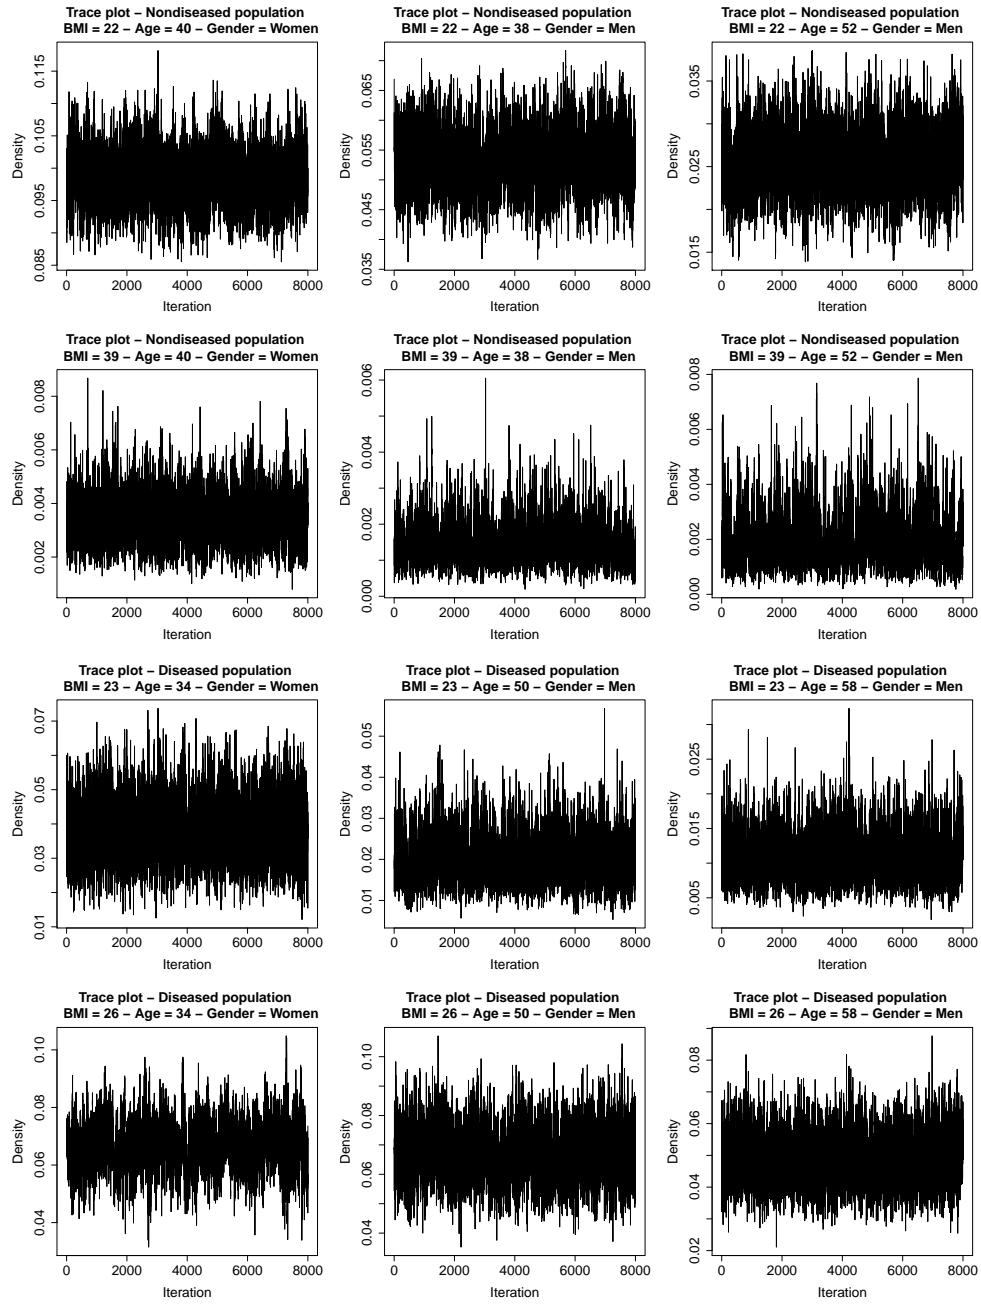 Trace plot – Nondiseased population
BMI = 22 – Age = 40 – Gender = Women
Density
0.085 0.095 0.105 0.115
0 2000 4000 6000 8000
Iteration
Trace plot – Nondiseased population
BMI = 22 – Age = 38 – Gender = Men
Density
0.035 0.045 0.055 0.065
0 2000 4000 6000 8000
Iteration
Trace plot – Nondiseased population
BMI = 22 – Age = 52 – Gender = Men
Density
0.015 0.025 0.035
0 2000 4000 6000 8000
Iteration
Trace plot – Nondiseased population
BMI = 39 – Age = 40 – Gender = Women
Density
0.002 0.004 0.006 0.008
0 2000 4000 6000 8000
Iteration
Trace plot – Nondiseased population
BMI = 39 – Age = 38 – Gender = Men
Density
0.000 0.002 0.004 0.006
0 2000 4000 6000 8000
Iteration
Trace plot – Nondiseased population
BMI = 39 – Age = 52 – Gender = Men
Density
0.000 0.002 0.004 0.006 0.008
0 2000 4000 6000 8000
Iteration
Trace plot – Diseased population
BMI = 23 – Age = 34 – Gender = Women
Density
0.01 0.03 0.05 0.07
0 2000 4000 6000 8000
Iteration
Trace plot – Diseased population
BMI = 23 – Age = 50 – Gender = Men
Density
0.01 0.02 0.03 0.04 0.05
0 2000 4000 6000 8000
Iteration
Trace plot – Diseased population
BMI = 23 – Age = 58 – Gender = Men
Density
0.005 0.015 0.025
0 2000 4000 6000 8000
Iteration
Trace plot – Diseased population
BMI = 26 – Age = 34 – Gender = Women
Density
0.04 0.06 0.08 0.10
0 2000 4000 6000 8000
Iteration
Trace plot – Diseased population
BMI = 26 – Age = 50 – Gender = Men
Density
0.04 0.06 0.08 0.10
0 2000 4000 6000 8000
Iteration
Trace plot – Diseased population
BMI = 26 – Age = 58 – Gender = Men
Density
0.02 0.04 0.06 0.08
0 2000 4000 6000 8000
Iteration